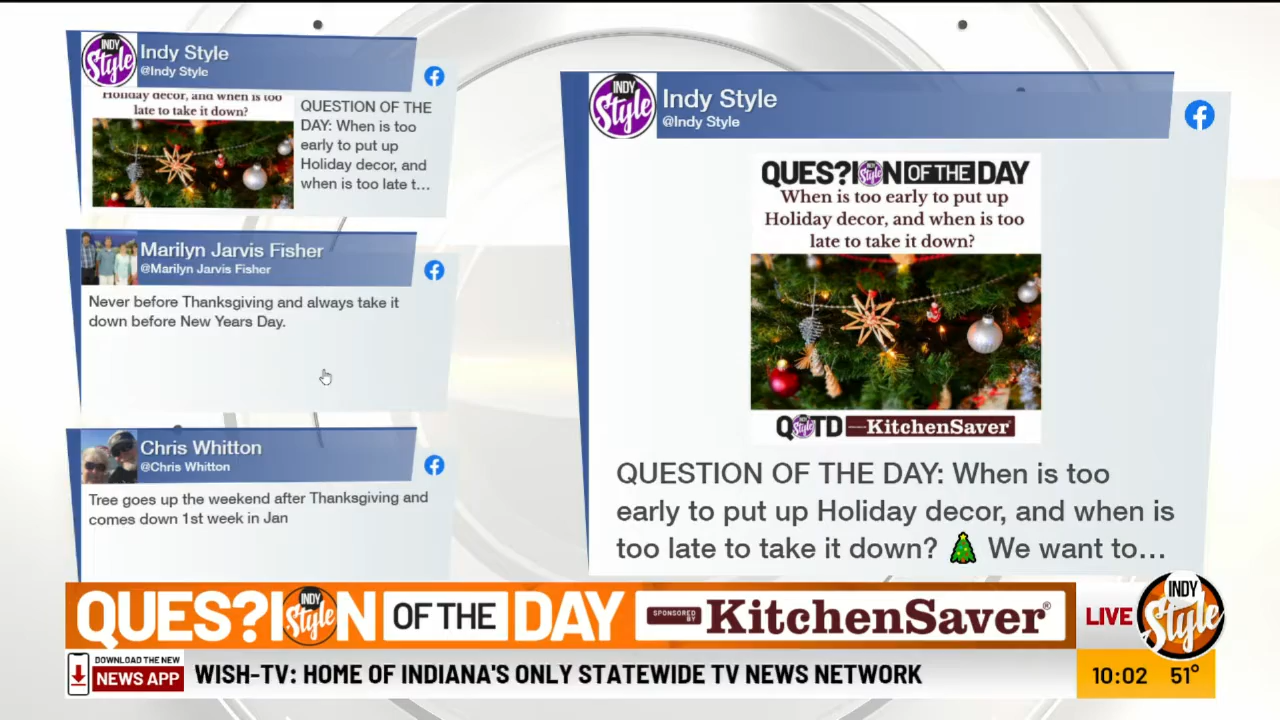 INDY Style
Indy Style
@Indy Style
Holiday decor, and when is too
late to take it down?
QUESTION OF THE
DAY: When is too
early to put up
Holiday decor, and
when is too late t...
Marilyn Jarvis Fisher
@Marilyn Jarvis Fisher
Never before Thanksgiving and always take it
down before New Years Day.
Chris Whitton
@Chris Whitton
Tree goes up the weekend after Thanksgiving and
comes down 1st week in Jan
INDY Style
Indy Style
@Indy Style
QUES?ION OF THE DAY
When is too early to put up
Holiday decor, and when is too
late to take it down?
QOTD KitchenSaver
QUESTION OF THE DAY: When is too
early to put up Holiday decor, and when is
too late to take it down? 🎄 We want to...
QUES?ION OF THE DAY SPONSORED BY KitchenSaver®
LIVE INDY Style
DOWNLOAD THE NEW
NEWS APP
WISH-TV: HOME OF INDIANA'S ONLY STATEWIDE TV NEWS NETWORK
10:02 51°